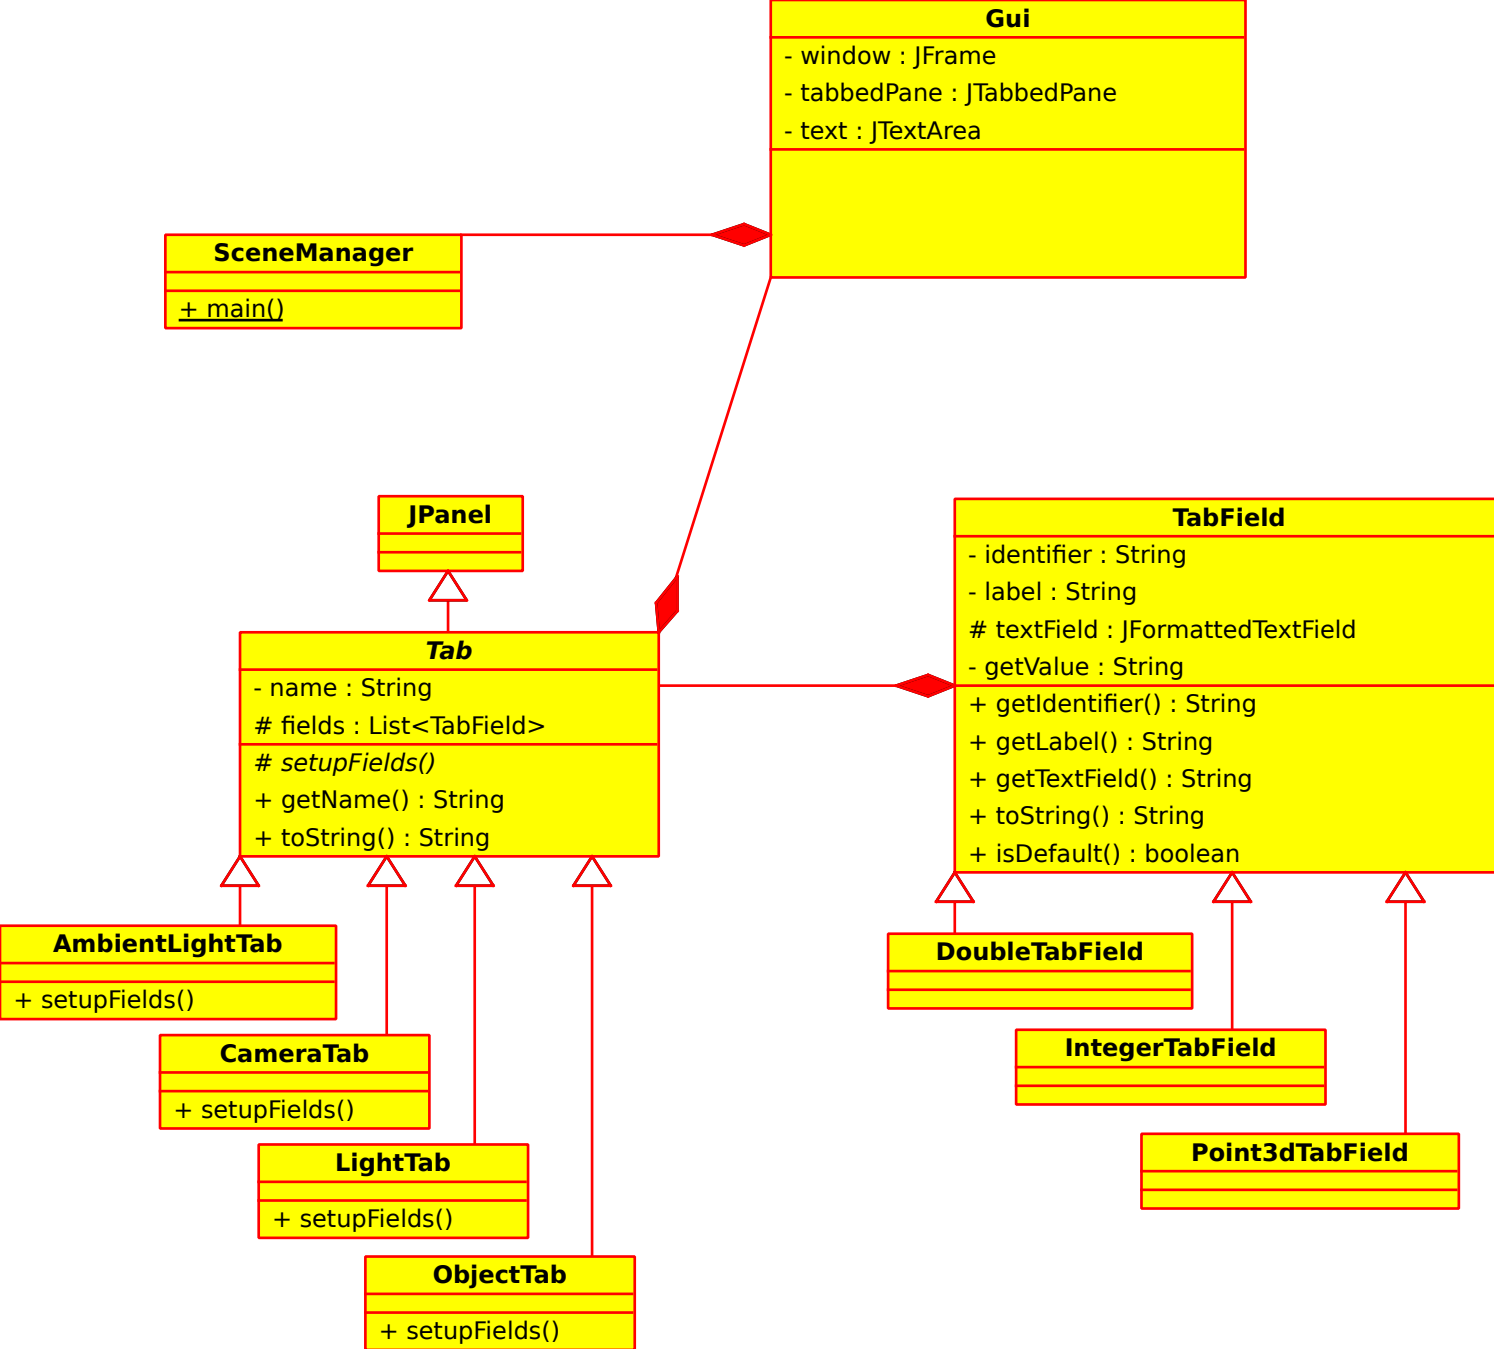 Gui
- window : JFrame
- tabbedPane : JTabbedPane
- text : JTextArea
SceneManager
+ main()
JPanel
Tab
- name : String
# fields : List<TabField>
# setupFields()
+ getName() : String
+ toString() : String
TabField
- identifier : String
- label : String
# textField : JFormattedTextField
- getValue : String
+ getIdentifier() : String
+ getLabel() : String
+ getTextField() : String
+ toString() : String
+ isDefault() : boolean
AmbientLightTab
+ setupFields()
CameraTab
+ setupFields()
LightTab
+ setupFields()
ObjectTab
+ setupFields()
DoubleTabField
IntegerTabField
Point3dTabField